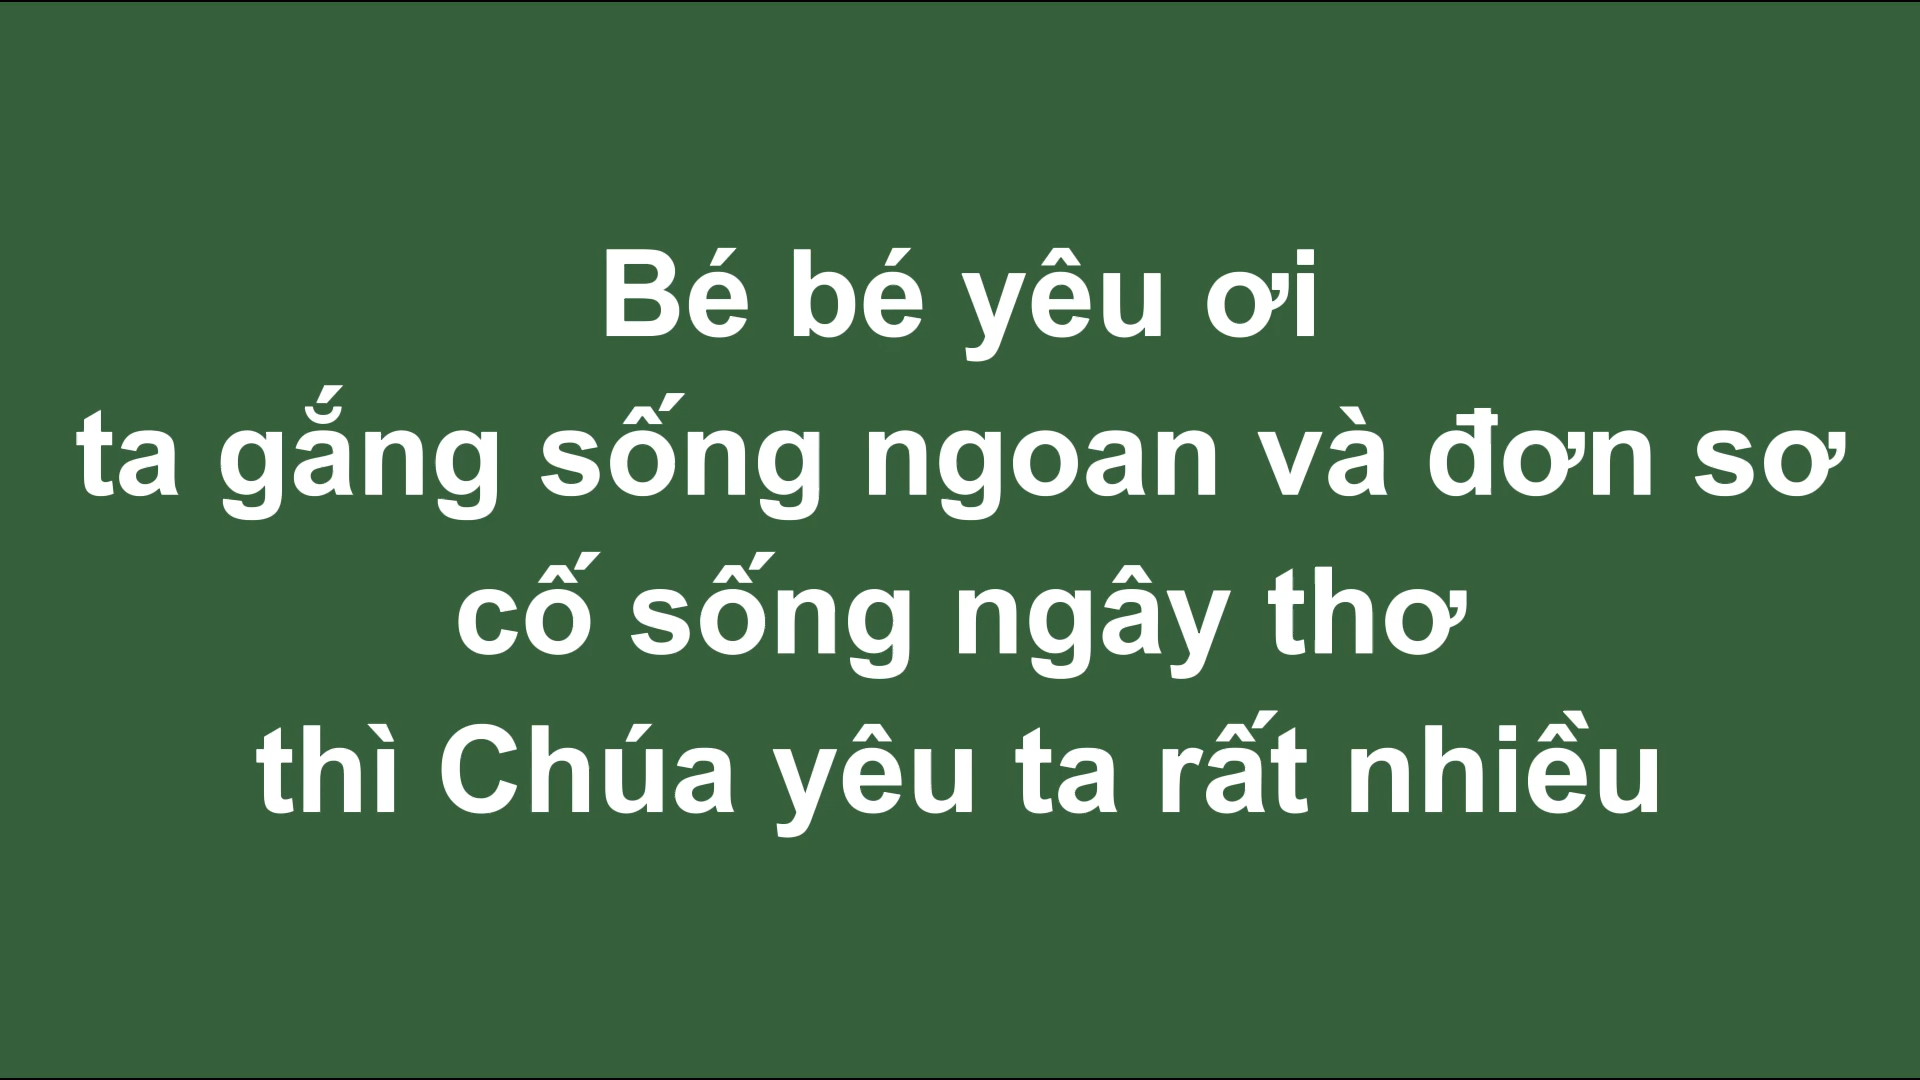 Bé bé yêu ơi
ta gắng sống ngoan và đơn sơ
cố sống ngây thơ
thì Chúa yêu ta rất nhiều